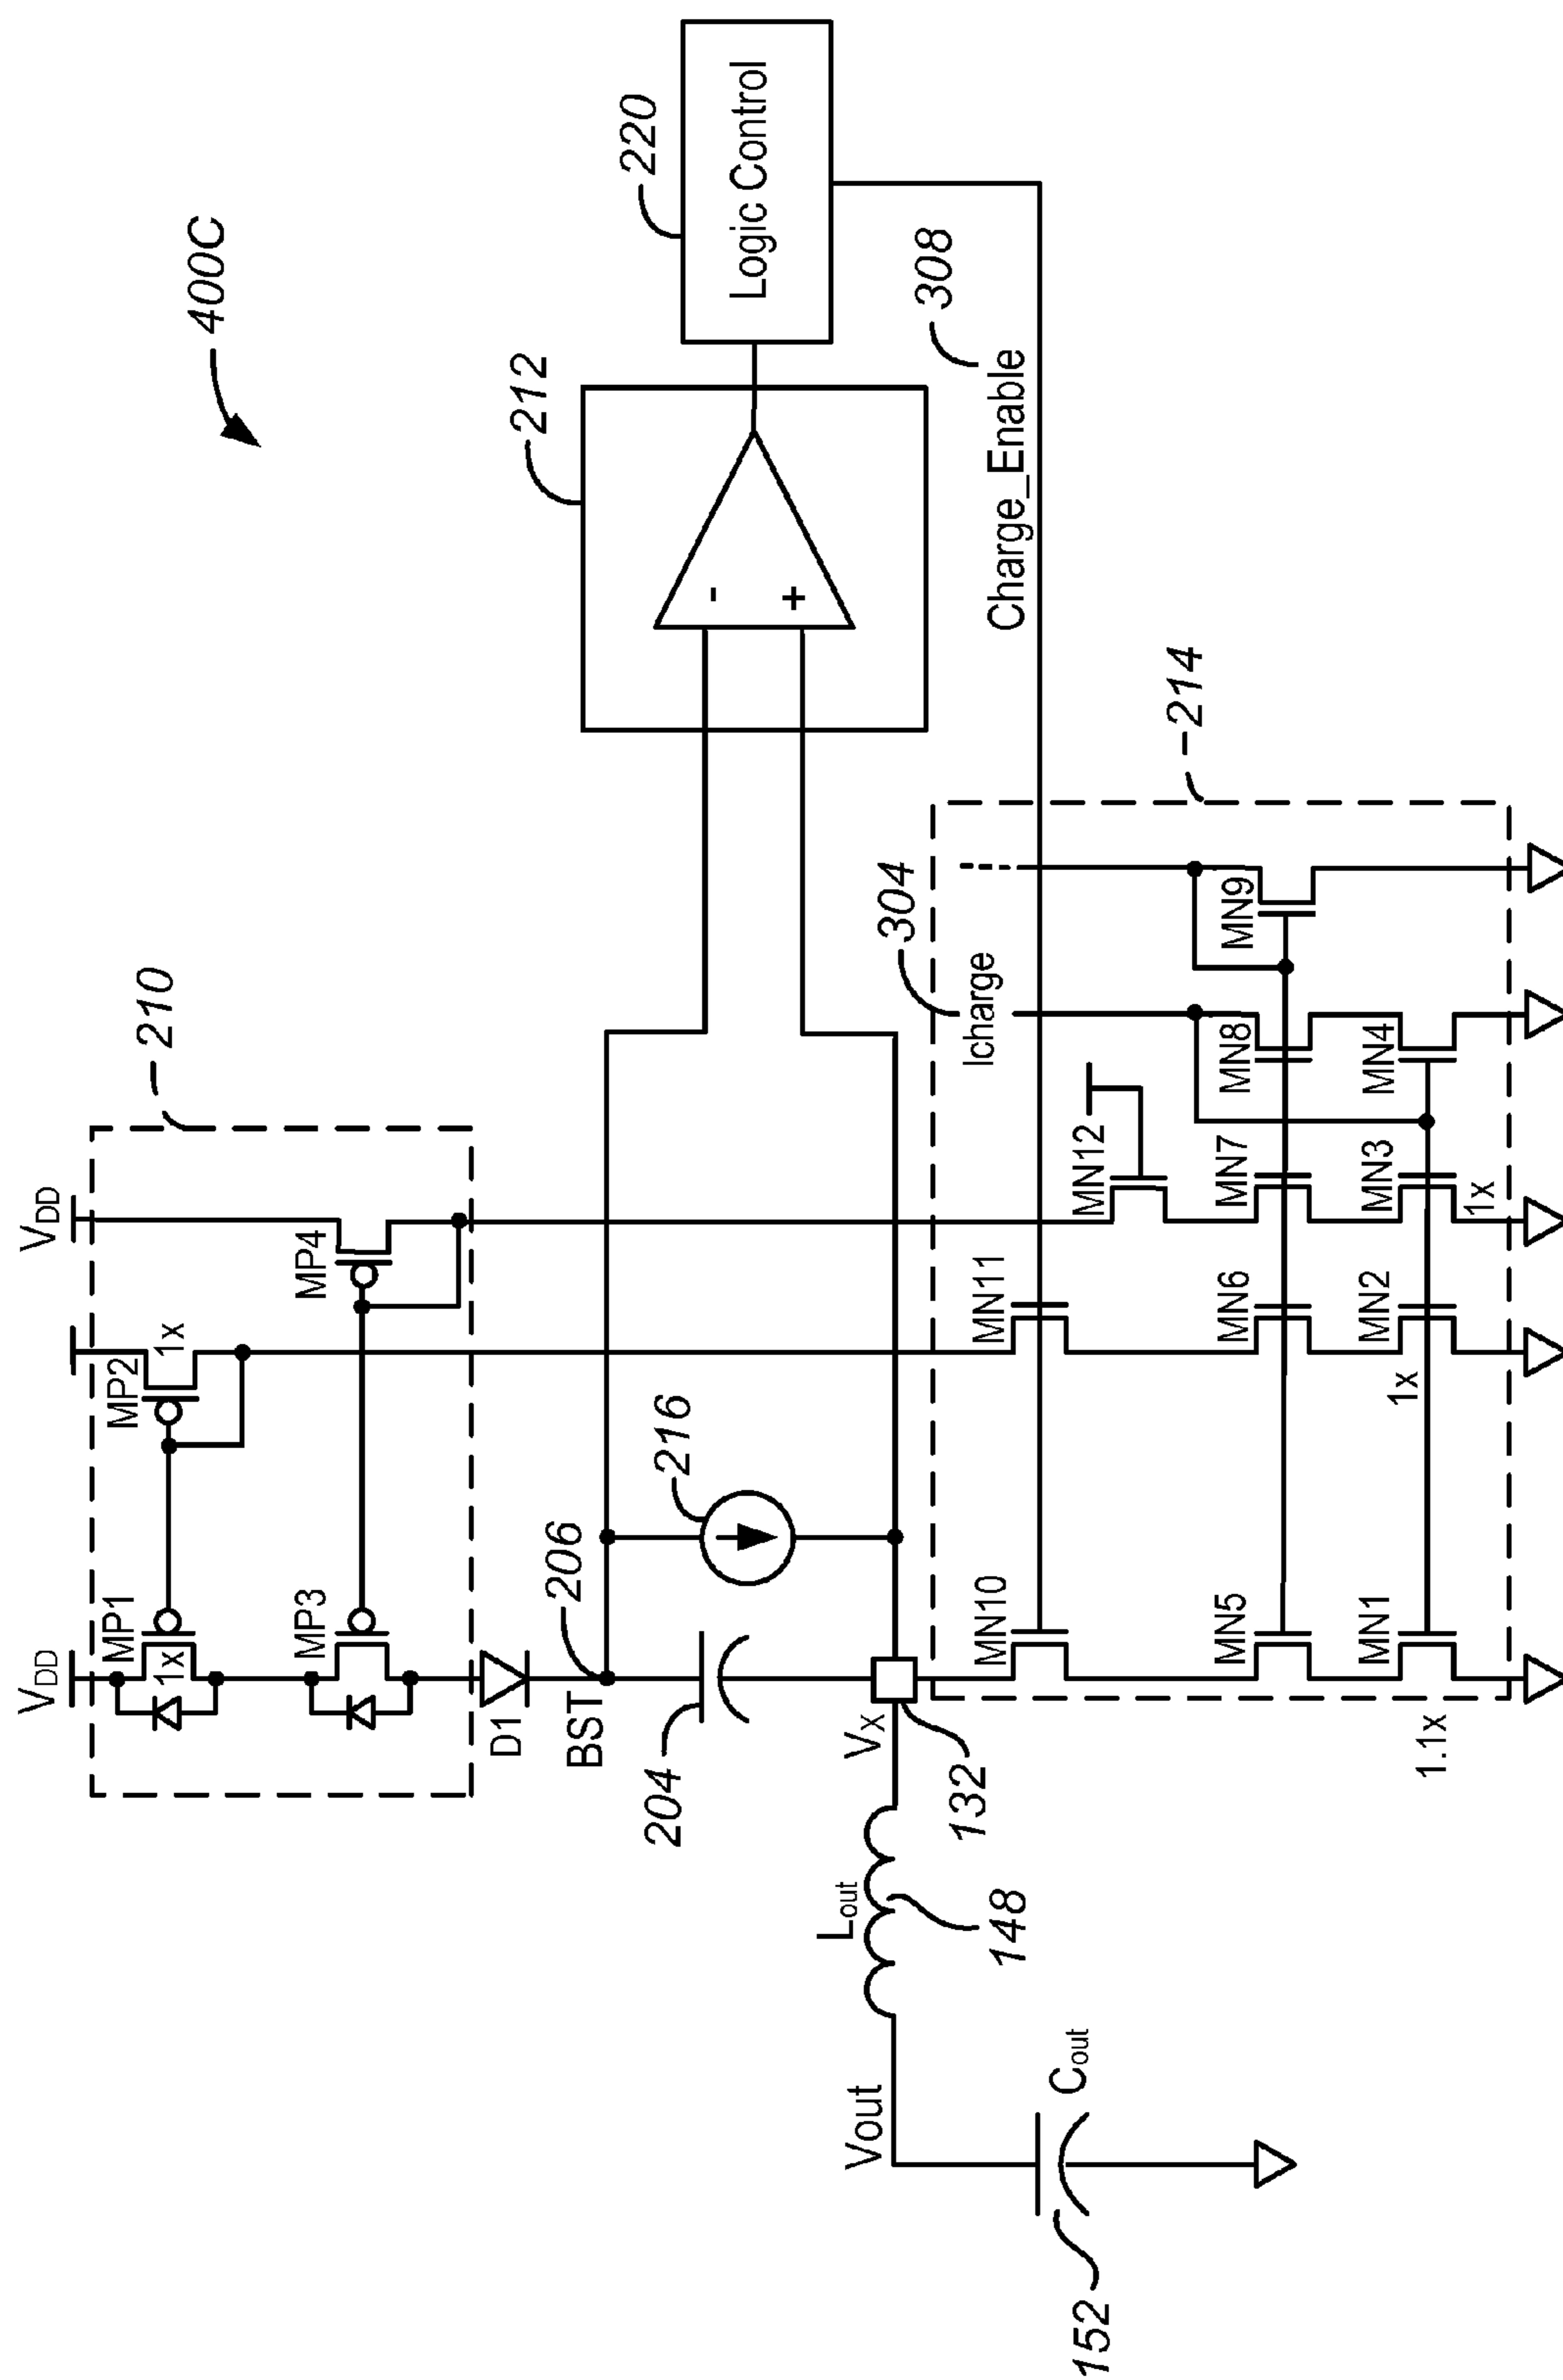 400C
210
VDD
VDD
MP1
1x
MP2
1x
MP3
MP4
D1
206
BST
216
204
212
-
+
220
Logic Control
308
Charge_Enable
Lout
148
Vx
132
Vout
Cout
152
304
Icharge
214
MN10
MN11
MN12
MN5
MN6
MN7
MN8
MN9
MN1
MN2
MN3
MN4
1.1x
1x
1x